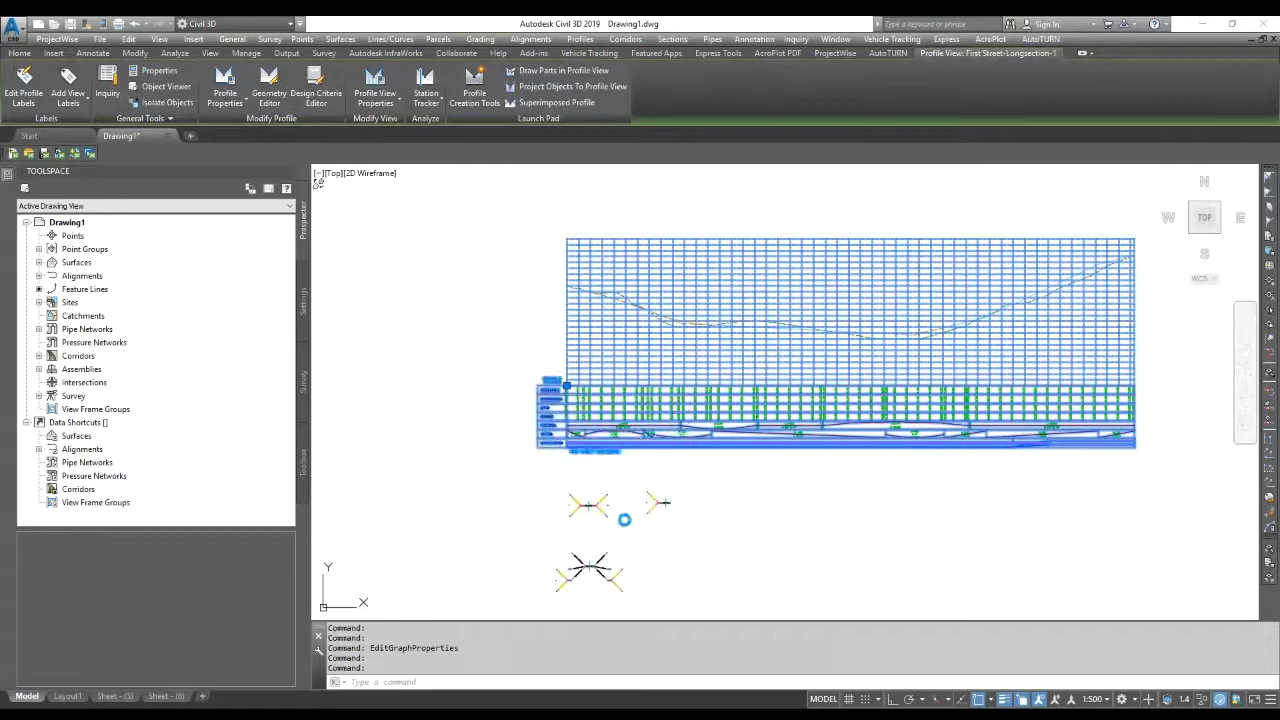 Civil 3D
Autodesk Civil 3D 2019 Drawing1.dwg
Type a keyword or phrase
Sign In
File Edit View Insert General Survey Points Surfaces Lines/Curves Parcels Grading Alignments Profiles Corridors Sections Pipes Annotation Inquiry Window Vehicle Tracking Express AcroPlot AutoTURN
ProjectWise
Home Insert Annotate Modify Analyze View Manage Output Survey Autodesk InfraWorks Collaborate Help Add-ins Vehicle Tracking Featured Apps Express Tools AcroPlot PDF ProjectWise AutoTURN Profile View: First Street-Longsection-1
Edit Profile Labels
Add View Labels
Inquiry
Properties
Object Viewer
Isolate Objects
Profile Properties
Geometry Editor
Design Criteria Editor
Profile View Properties
Station Tracker
Profile Creation Tools
Draw Parts in Profile View
Project Objects To Profile View
Superimposed Profile
Labels General Tools Modify Profile Modify View Analyze Launch Pad
Start Drawing1*
TOOLSPACE
Active Drawing View
Drawing1
Points
Point Groups
Surfaces
Alignments
Feature Lines
Sites
Catchments
Pipe Networks
Pressure Networks
Corridors
Assemblies
Intersections
Survey
View Frame Groups
Data Shortcuts []
Surfaces
Alignments
Pipe Networks
Pressure Networks
Corridors
View Frame Groups
Prospector
Settings
Survey
Toolbox
[−][Top][2D Wireframe]
N
W TOP E
S
WCS
Y
X
Command:
Command:
Command: EditGraphProperties
Command:
Command:
Type a command
Model Layout1 Sheet - (5) Sheet - (6) +
MODEL 1:500 1.4